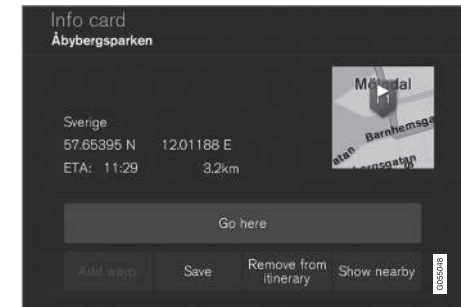 Info card
Åbybergsparken
Mölndal
Barnhemsga
Sverige
57.65395 N 12.01188 E
ETA: 11:29 3.2km
Go here
Add wayp.
Save
Remove from
itinerary
Show nearby
G055048